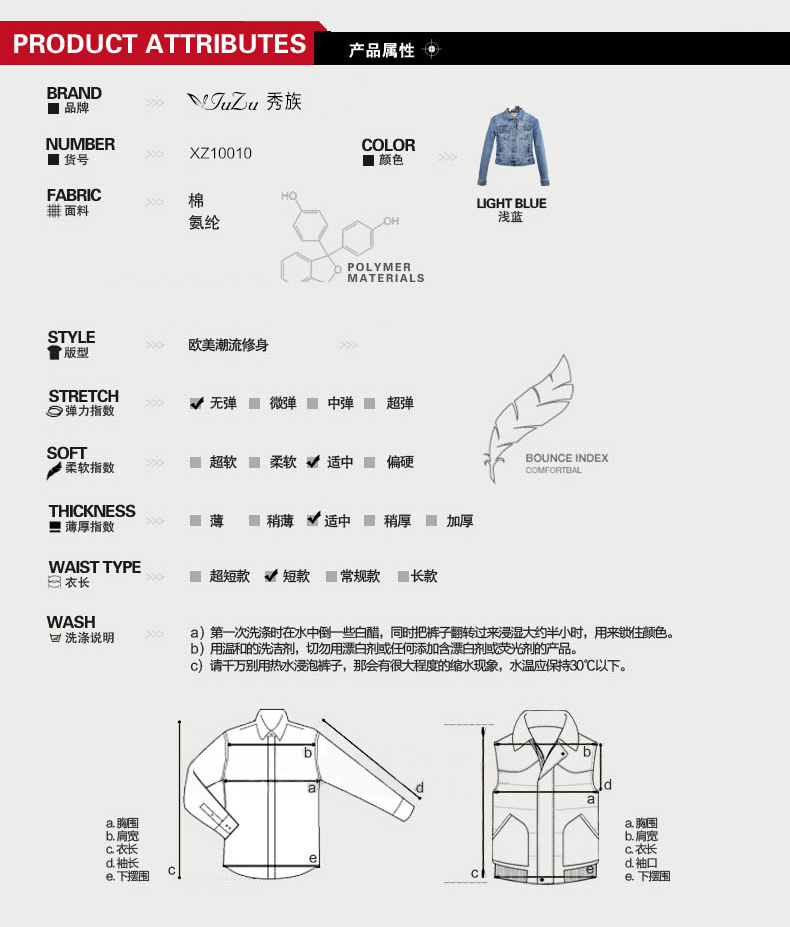 PRODUCT ATTRIBUTES 产品属性
BRAND
品牌
JuZu 秀族
NUMBER
货号
XZ10010
COLOR
颜色
LIGHT BLUE
浅蓝
FABRIC
面料
棉
氨纶
HO
OH
O
POLYMER
MATERIALS
STYLE
版型
欧美潮流修身
STRETCH
弹力指数
无弹 微弹 中弹 超弹
SOFT
柔软指数
超软 柔软 适中 偏硬
BOUNCE INDEX
COMFORTBAL
THICKNESS
薄厚指数
薄 稍薄 适中 稍厚 加厚
WAIST TYPE
衣长
超短款 短款 常规款 长款
WASH
洗涤说明
a）第一次洗涤时在水中倒一些白醋，同时把裤子翻转过来浸湿大约半小时，用来锁住颜色。
b）用温和的洗洁剂，切勿用漂白剂或任何添加含漂白剂或荧光剂的产品。
c）请千万别用热水浸泡裤子，那会有很大程度的缩水现象，水温应保持30℃以下。
a.胸围
b.肩宽
c.衣长
d.袖长
e.下摆围
b
a
d
e
c
b
d
a
c
e
a.胸围
b.肩宽
c.衣长
d.袖口
e.下摆围